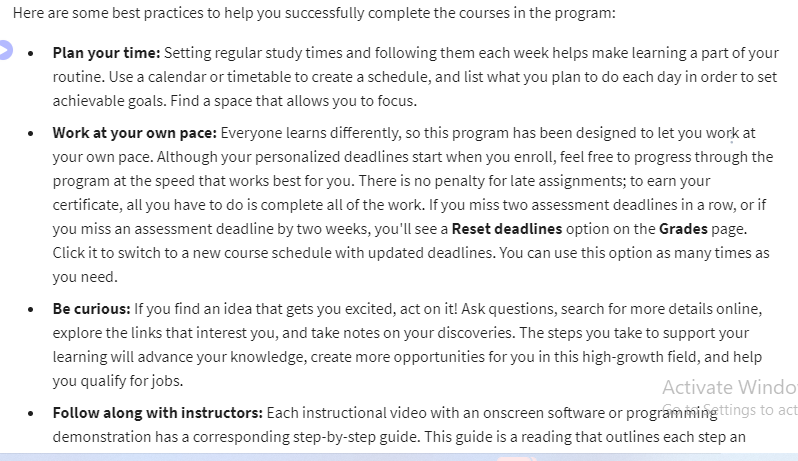 Here are some best practices to help you successfully complete the courses in the program:
• Plan your time: Setting regular study times and following them each week helps make learning a part of your
routine. Use a calendar or timetable to create a schedule, and list what you plan to do each day in order to set
achievable goals. Find a space that allows you to focus.
• Work at your own pace: Everyone learns differently, so this program has been designed to let you work at
your own pace. Although your personalized deadlines start when you enroll, feel free to progress through the
program at the speed that works best for you. There is no penalty for late assignments; to earn your
certificate, all you have to do is complete all of the work. If you miss two assessment deadlines in a row, or if
you miss an assessment deadline by two weeks, you'll see a Reset deadlines option on the Grades page.
Click it to switch to a new course schedule with updated deadlines. You can use this option as many times as
you need.
• Be curious: If you find an idea that gets you excited, act on it! Ask questions, search for more details online,
explore the links that interest you, and take notes on your discoveries. The steps you take to support your
learning will advance your knowledge, create more opportunities for you in this high-growth field, and help
you qualify for jobs.
Activate Windo
• Follow along with instructors: Each instructional video with an onscreen software or programming
ttings to act
demonstration has a corresponding step-by-step guide. This guide is a reading that outlines each step an